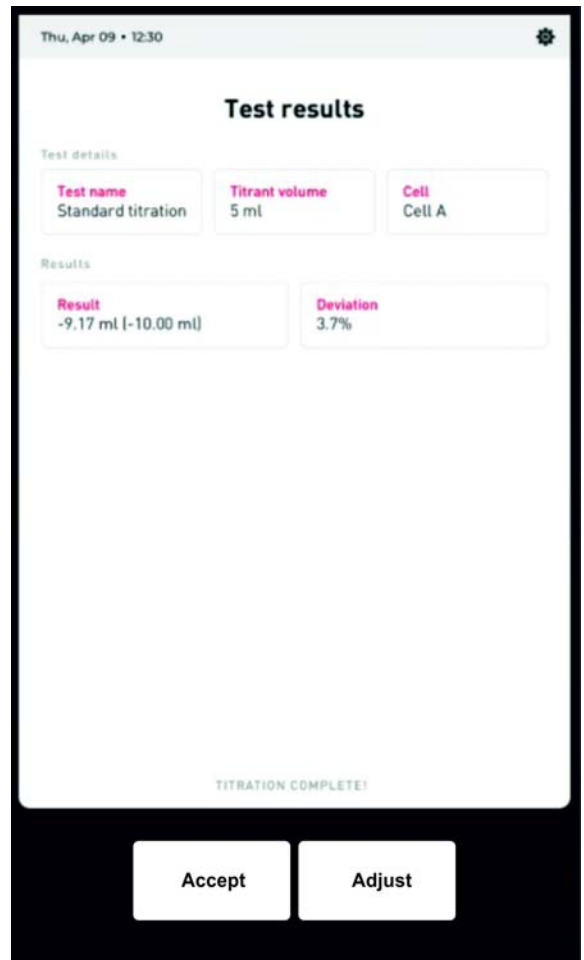 Thu, Apr 09 • 12:30
Test results
Test details
Test name
Standard titration
Titrant volume
5 ml
Cell
Cell A
Results
Result
-9.17 ml (-10.00 ml)
Deviation
3.7%
TITRATION COMPLETE!
Accept
Adjust